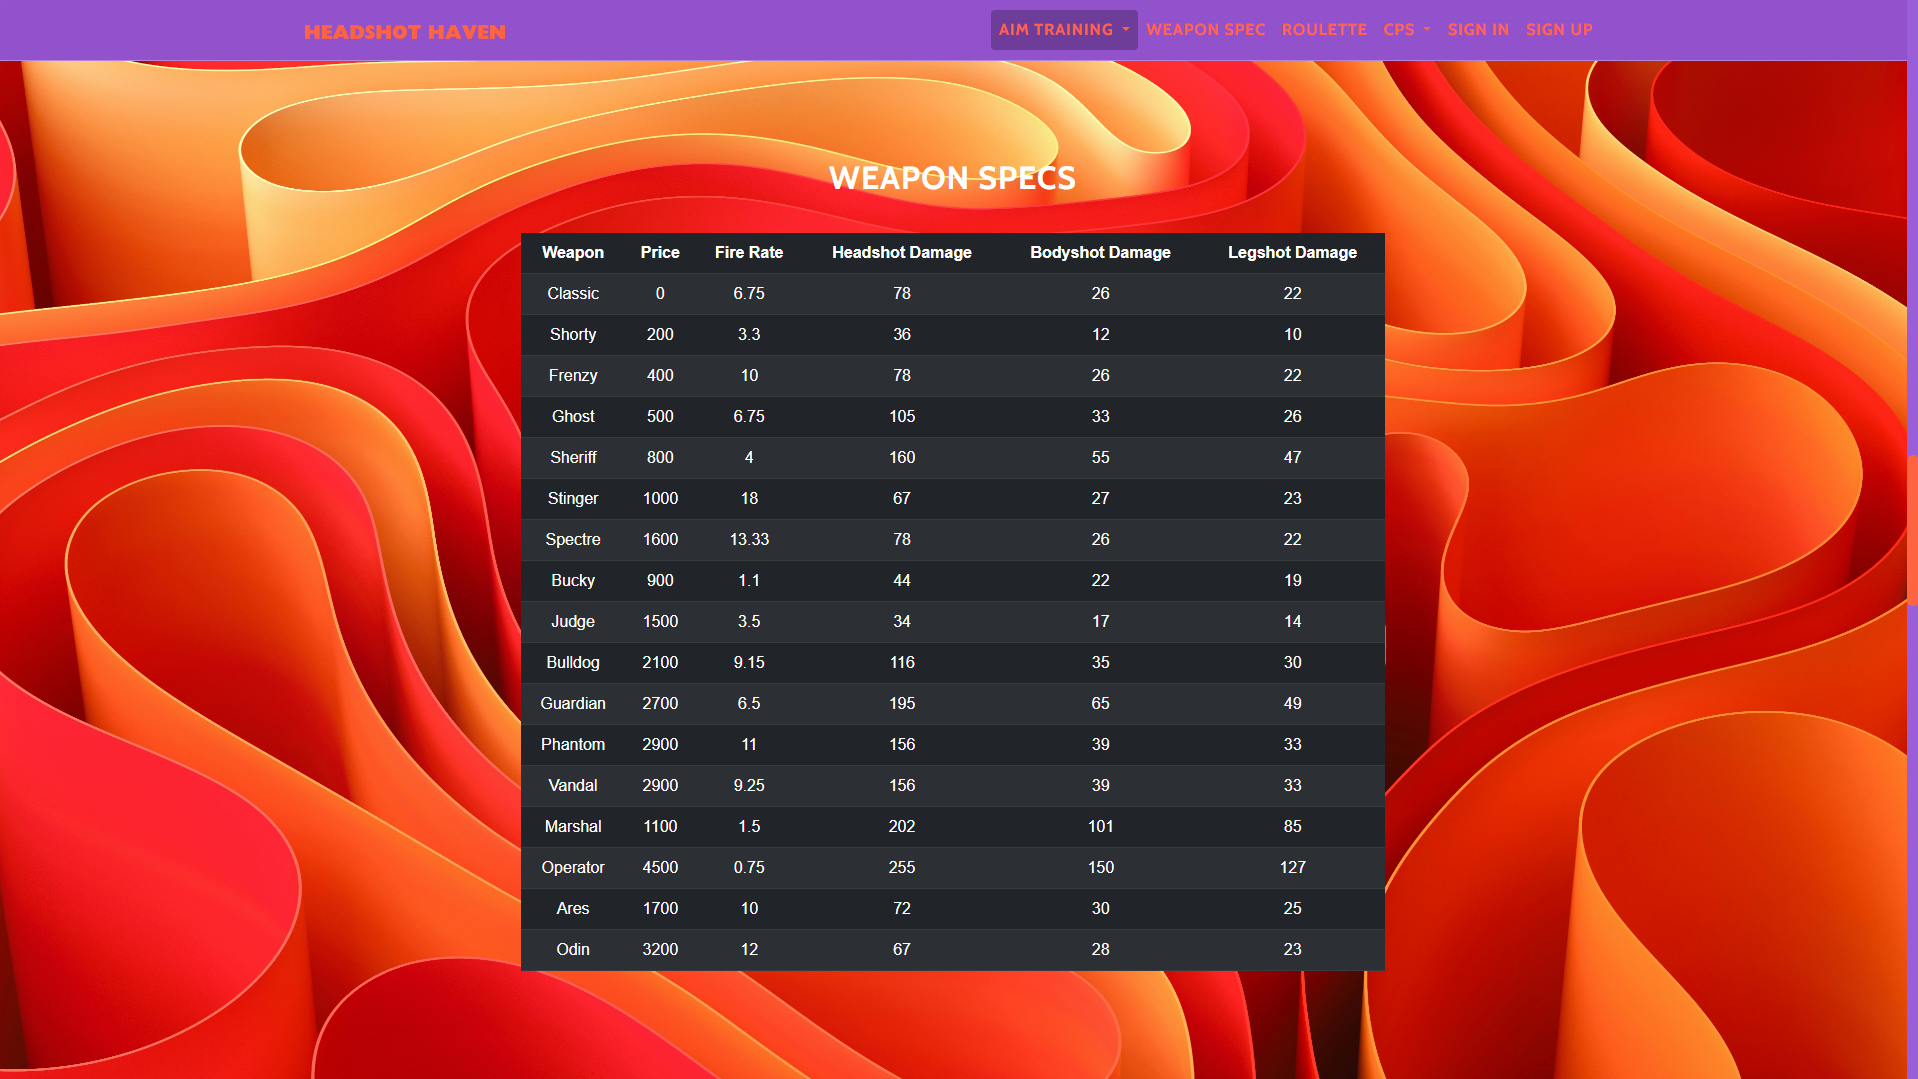 HEADSHOT HAVEN AIM TRAINING WEAPON SPEC ROULETTE CPS SIGN IN SIGN UP
WEAPON SPECS
Weapon Price Fire Rate Headshot Damage Bodyshot Damage Legshot Damage
Classic 0 6.75 78 26 22
Shorty 200 3.3 36 12 10
Frenzy 400 10 78 26 22
Ghost 500 6.75 105 33 26
Sheriff 800 4 160 55 47
Stinger 1000 18 67 27 23
Spectre 1600 13.33 78 26 22
Bucky 900 1.1 44 22 19
Judge 1500 3.5 34 17 14
Bulldog 2100 9.15 116 35 30
Guardian 2700 6.5 195 65 49
Phantom 2900 11 156 39 33
Vandal 2900 9.25 156 39 33
Marshal 1100 1.5 202 101 85
Operator 4500 0.75 255 150 127
Ares 1700 10 72 30 25
Odin 3200 12 67 28 23